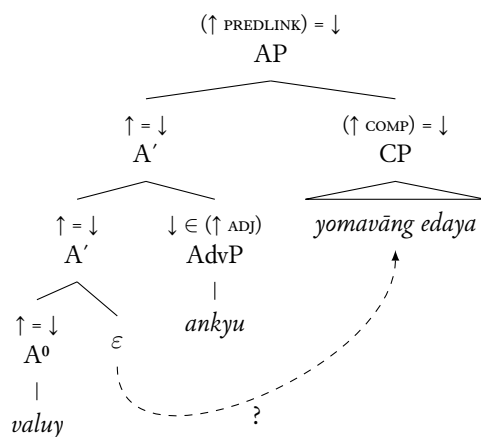 (↑ PREDLINK) = ↓
AP
↑ = ↓ (↑ COMP) = ↓
A′ CP
↑ = ↓ ↓ ∈ (↑ ADJ) yomavāng edaya
A′ AdvP
↑ = ↓ ε ankyu
A⁰
valuy ?